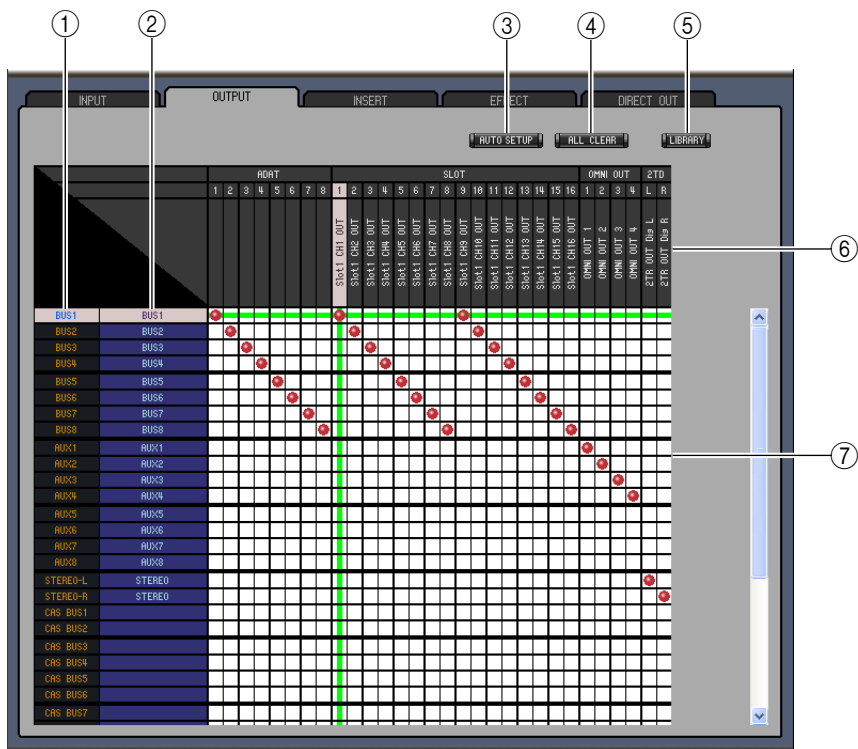 1 2 3 4 5
INPUT OUTPUT INSERT EFFECT DIRECT OUT
AUTO SETUP ALL CLEAR LIBRARY
ADAT SLOT OMNI OUT 2TD
1 2 3 4 5 6 7 8 1 2 3 4 5 6 7 8 9 10 11 12 13 14 15 16 1 2 3 4 L R
Slot1 CH1 OUT
Slot1 CH2 OUT
Slot1 CH3 OUT
Slot1 CH4 OUT
Slot1 CH5 OUT
Slot1 CH6 OUT
Slot1 CH7 OUT
Slot1 CH8 OUT
Slot1 CH9 OUT
Slot1 CH10 OUT
Slot1 CH11 OUT
Slot1 CH12 OUT
Slot1 CH13 OUT
Slot1 CH14 OUT
Slot1 CH15 OUT
Slot1 CH16 OUT
OMNI OUT 1
OMNI OUT 2
OMNI OUT 3
OMNI OUT 4
2TR OUT Dig L
2TR OUT Dig R
6
BUS1 BUS1
BUS2 BUS2
BUS3 BUS3
BUS4 BUS4
BUS5 BUS5
BUS6 BUS6
BUS7 BUS7
BUS8 BUS8
AUX1 AUX1
7
AUX2 AUX2
AUX3 AUX3
AUX4 AUX4
AUX5 AUX5
AUX6 AUX6
AUX7 AUX7
AUX8 AUX8
STEREO-L STEREO
STEREO-R STEREO
CAS BUS1
CAS BUS2
CAS BUS3
CAS BUS4
CAS BUS5
CAS BUS6
CAS BUS7